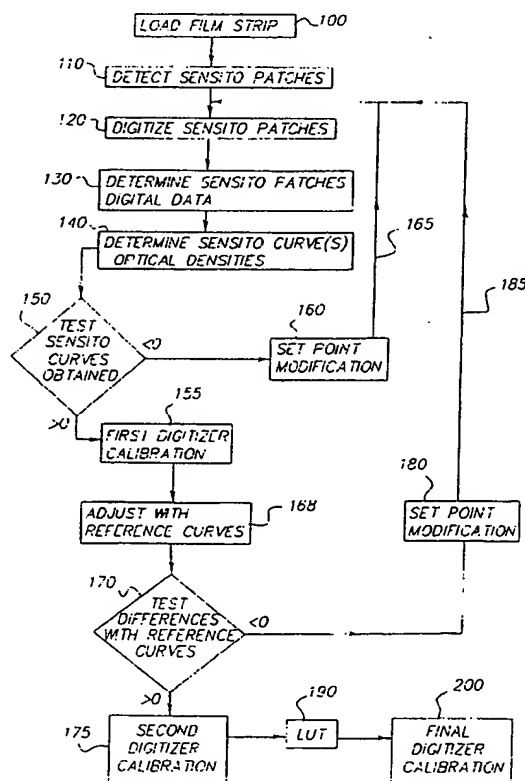 LOAD FILM STRIP
100
110
DETECT SENSITO PATCHES
120
DIGITIZE SENSITO PATCHES
130
DETERMINE SENSITO PATCHES
DIGITAL DATA
140
DETERMINE SENSITO CURVE(S)
OPTICAL DENSITIES
165
185
150
TEST
SENSITO
CURVES
OBTAINED
<0
160
SET POINT
MODIFICATION
>0
155
FIRST DIGITIZER
CALIBRATION
168
ADJUST WITH
REFERENCE CURVES
180
SET POINT
MODIFICATION
170
TEST
DIFFERENCES
WITH REFERENCE
CURVES
<0
>0
175
SECOND
DIGITIZER
CALIBRATION
190
LUT
200
FINAL
DIGITIZER
CALIBRATION